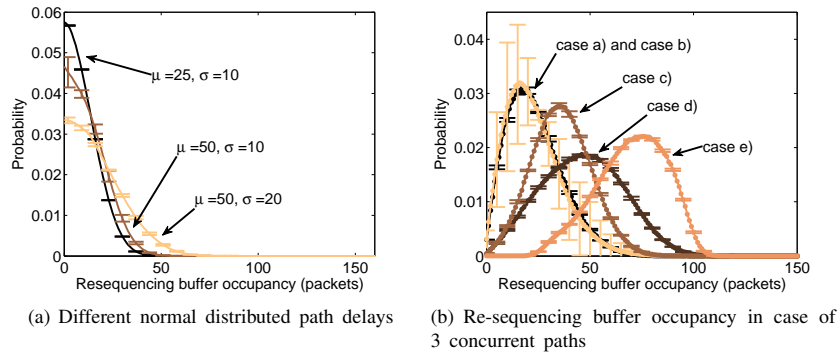 0.06
0.05
0.04
0.03
0.02
0.01
0
Probability
μ=25, σ=10
μ=50,
σ=10
μ=50, σ=20
0 50 100 150
Resequencing buffer occupancy (packets)
(a) Different normal distributed path delays
0.04
0.03
0.02
0.01
0
Probability
case a) and case b)
case c)
case d)
case e)
0 50 100 150
Resequencing buffer occupancy (packets)
(b) Re-sequencing buffer occupancy in case of
3 concurrent paths